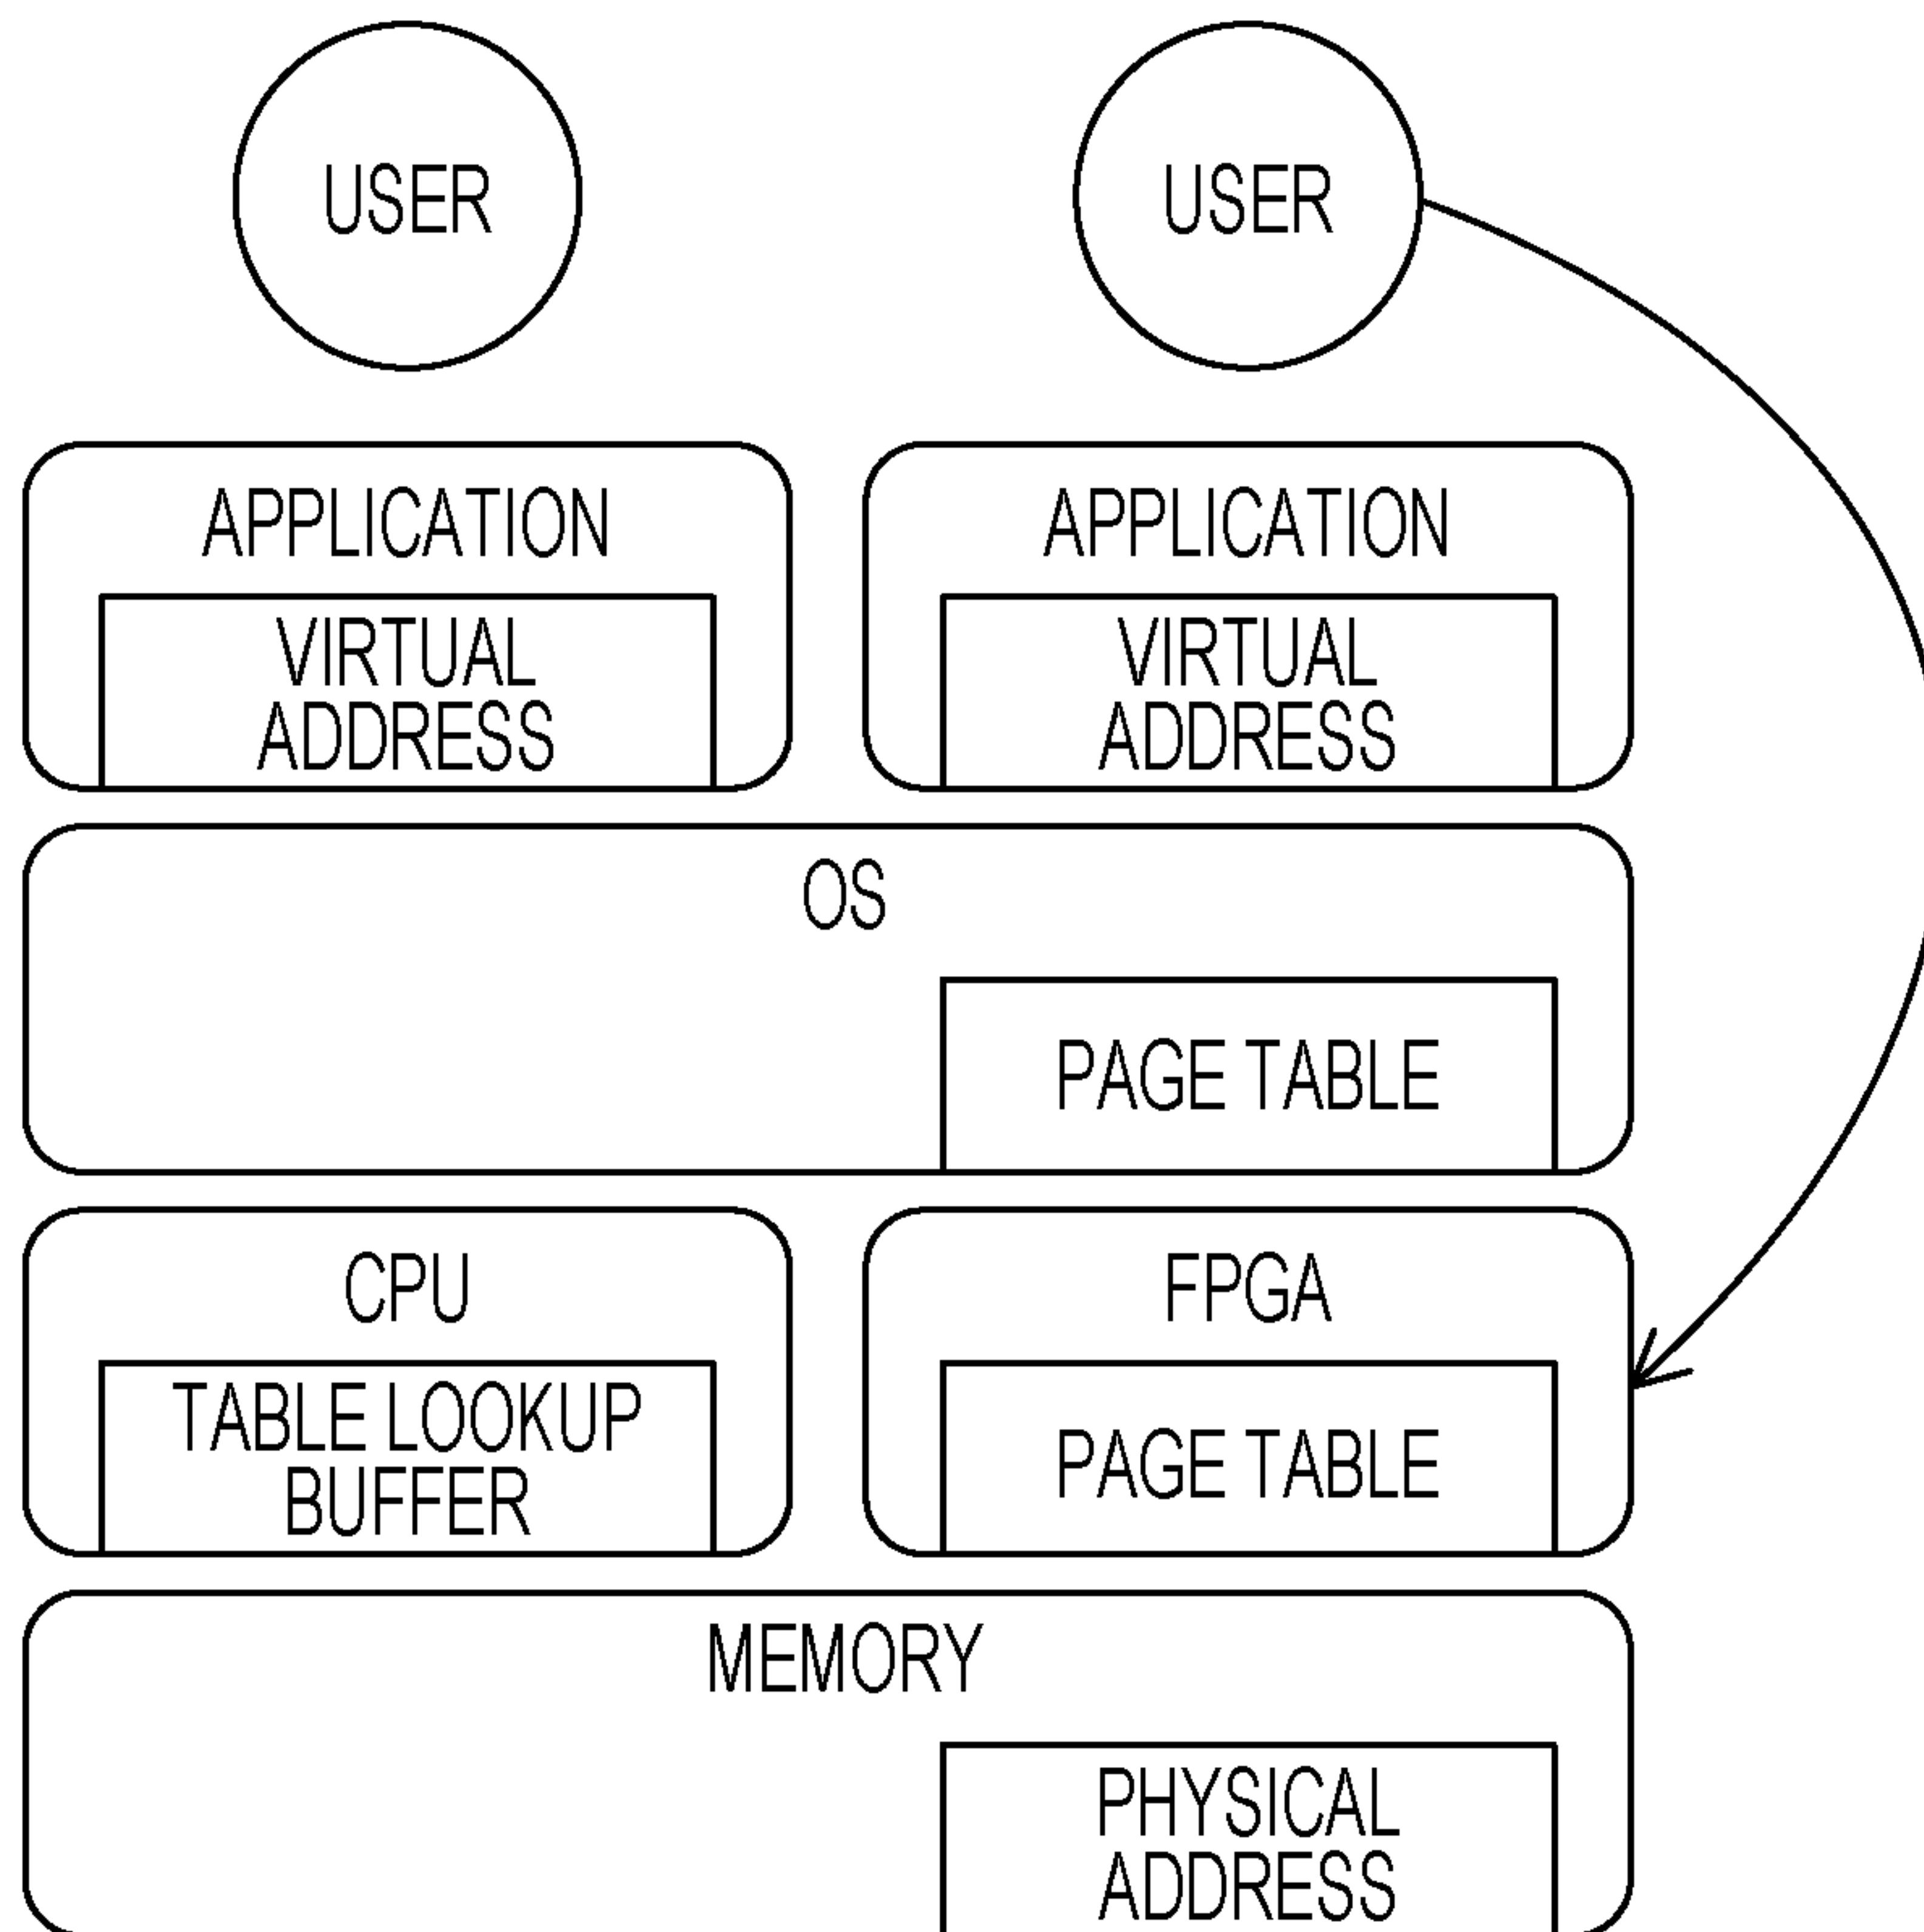 USER
USER
APPLICATION
VIRTUAL
ADDRESS
APPLICATION
VIRTUAL
ADDRESS
OS
PAGE TABLE
CPU
TABLE LOOKUP
BUFFER
FPGA
PAGE TABLE
MEMORY
PHYSICAL
ADDRESS